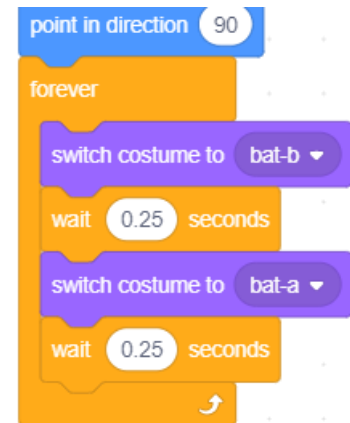 point in direction 90
forever
switch costume to bat-b
wait 0.25 seconds
switch costume to bat-a
wait 0.25 seconds